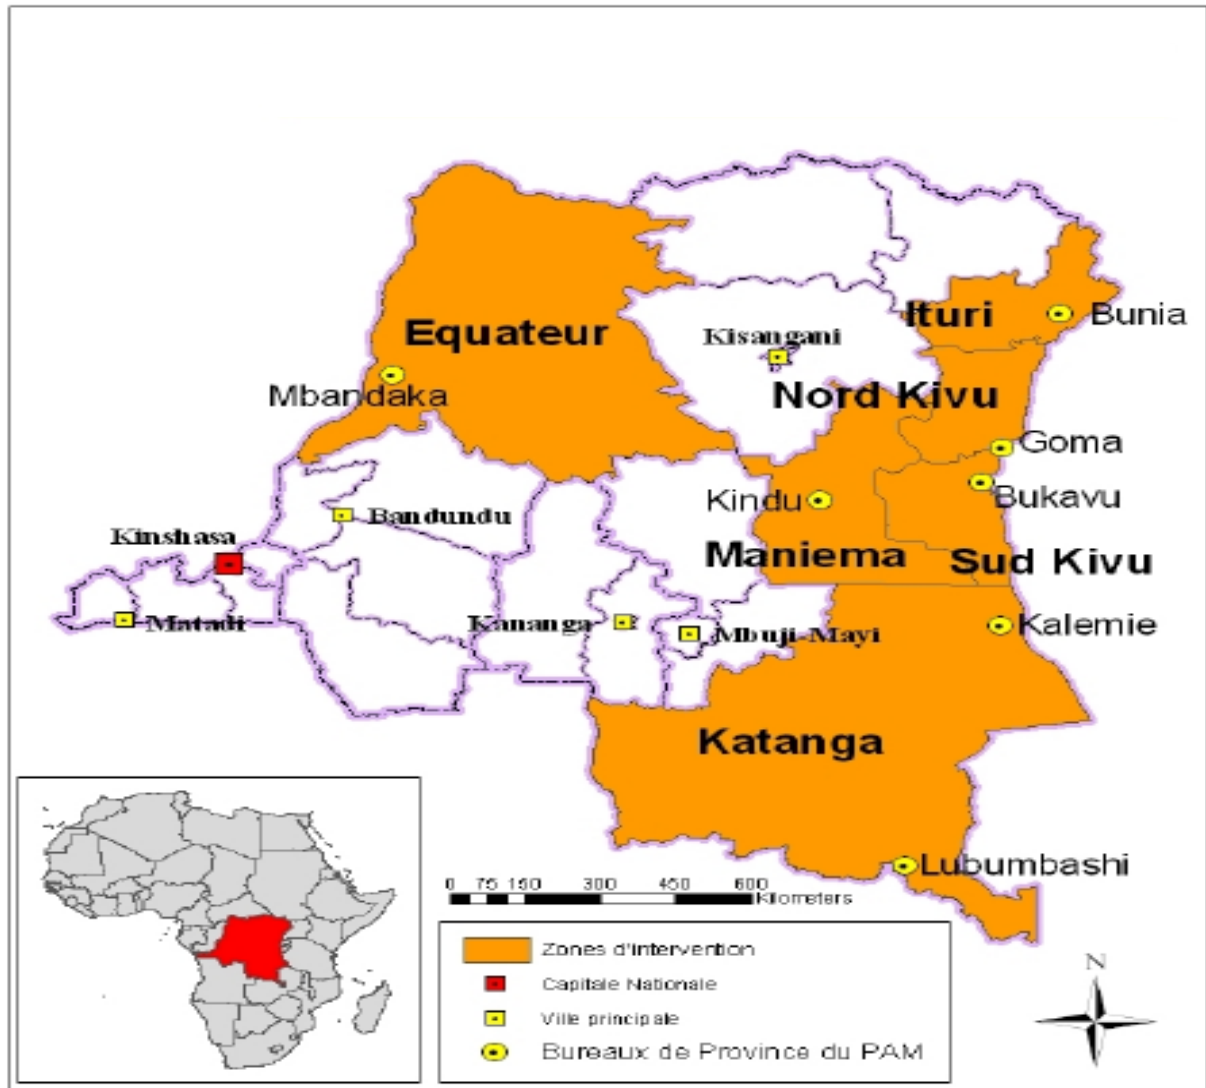 Equateur
Ituri
Bunia
Kisangani
Mbandaka
Nord Kivu
Goma
Kindu
Bukavu
Bandundu
Kinshasa
Maniema
Sud Kivu
Matadi
Kananga
Mbuji-Mayi
Kalemie
Katanga
Lubumbashi
0 75 150 300 450 600
Kilometers
Zones d'intervention
Capitale Nationale
Ville principale
Bureaux de Province du PAM
N